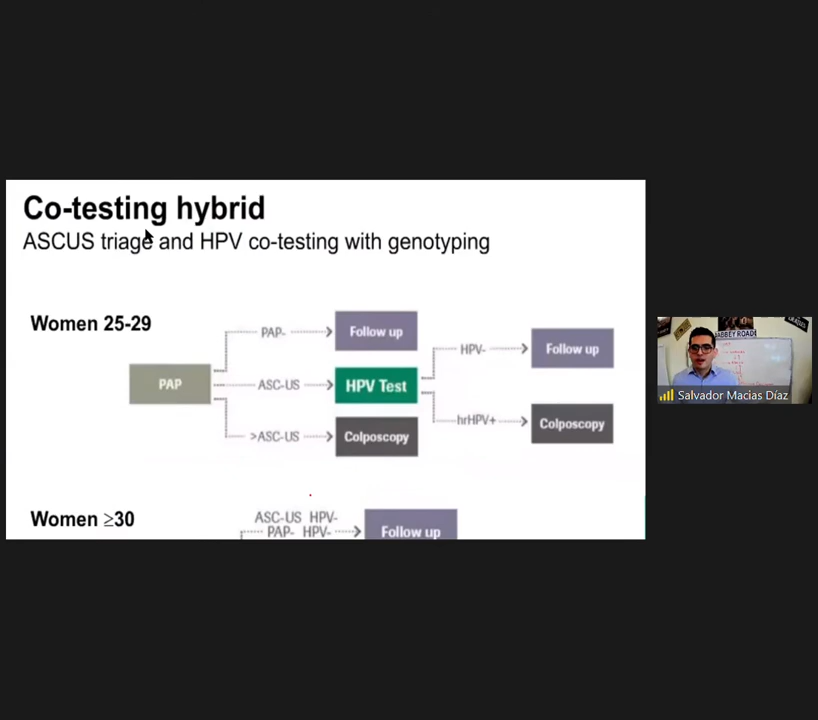 Co-testing hybrid
ASCUS triage and HPV co-testing with genotyping
Women 25-29
PAP
PAP-
Follow up
ASC-US
HPV Test
>ASC-US
Colposcopy
HPV-
Follow up
hrHPV+
Colposcopy
Women ≥30
ASC-US HPV-
PAP- HPV-
Follow up
ABBEY ROAD
Salvador Macias Díaz